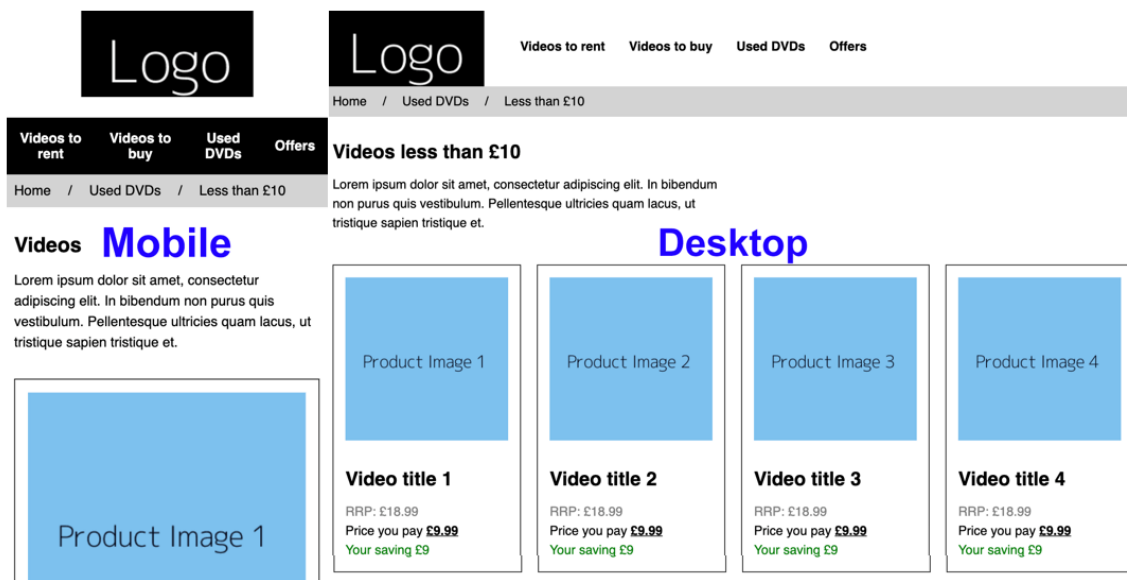 Logo
Videos to
rent
Videos to
buy
Used
DVDs
Offers
Home / Used DVDs / Less than £10
Videos
Mobile
Lorem ipsum dolor sit amet, consectetur
adipiscing elit. In bibendum non purus quis
vestibulum. Pellentesque ultricies quam lacus, ut
tristique sapien tristique et.
Product Image 1
Logo
Videos to rent Videos to buy Used DVDs Offers
Home / Used DVDs / Less than £10
Videos less than £10
Lorem ipsum dolor sit amet, consectetur adipiscing elit. In bibendum
non purus quis vestibulum. Pellentesque ultricies quam lacus, ut
tristique sapien tristique et.
Desktop
Product Image 1
Video title 1
RRP: £18.99
Price you pay £9.99
Your saving £9
Product Image 2
Video title 2
RRP: £18.99
Price you pay £9.99
Your saving £9
Product Image 3
Video title 3
RRP: £18.99
Price you pay £9.99
Your saving £9
Product Image 4
Video title 4
RRP: £18.99
Price you pay £9.99
Your saving £9